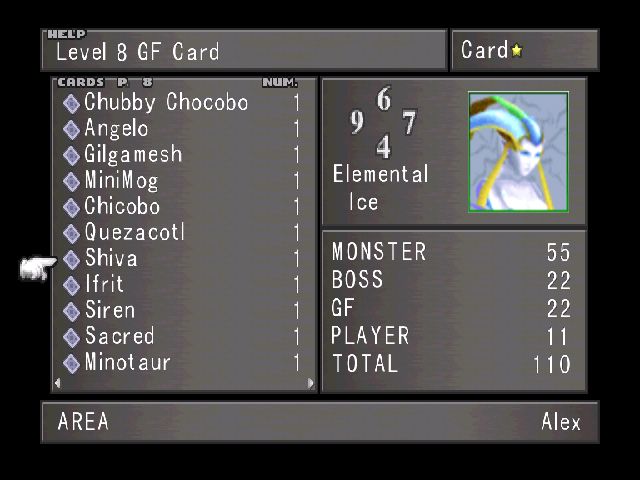 HELP
Level 8 GF Card
Card
CARDS P. 8 NUM.
Chubby Chocobo 1
Angelo 1
Gilgamesh 1
MiniMog 1
Chicobo 1
Quezacotl 1
Shiva 1
Ifrit 1
Siren 1
Sacred 1
Minotaur 1
6
9 7
4
Elemental
Ice
MONSTER 55
BOSS 22
GF 22
PLAYER 11
TOTAL 110
AREA Alex